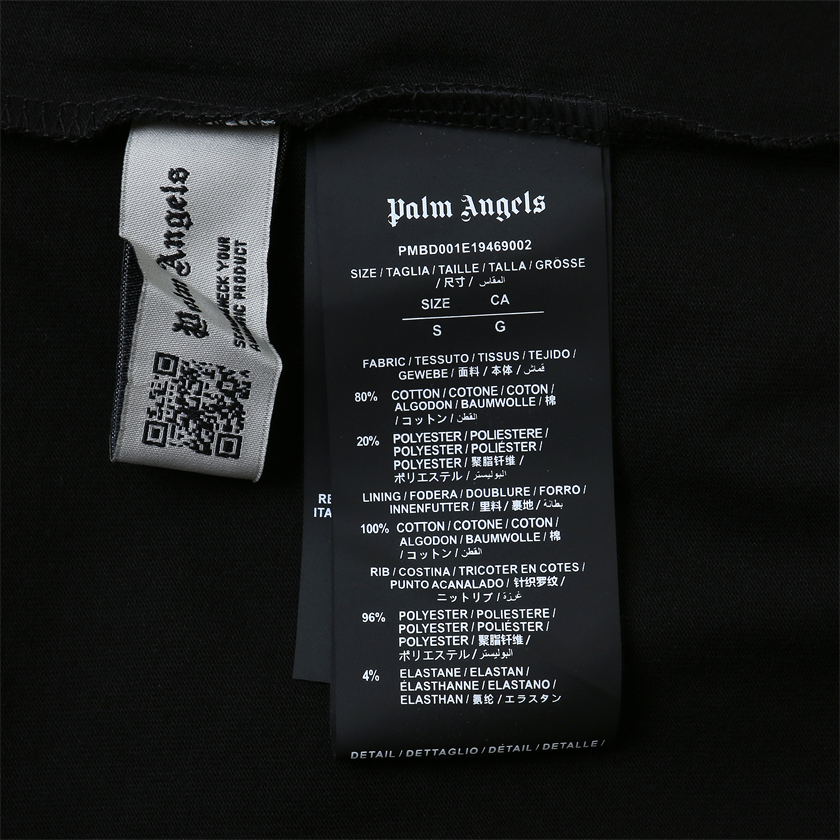 Palm Angels
CHECK YOUR
PRODUCT
Palm Angels
PMBD001E19469002
SIZE / TAGLIA / TAILLE / TALLA / GRÖSSE
/ 尺寸 / المقاس
SIZE CA
S G
FABRIC / TESSUTO / TISSUS / TEJIDO /
GEWEBE / 面料 / 本体 / قماش
80% COTTON / COTONE / COTON /
ALGODON / BAUMWOLLE / 棉
/ コットン / القطن
20% POLYESTER / POLIESTERE /
POLYESTER / POLIÉSTER /
POLYESTER / 聚脂纤维 /
ポリエステル / البوليستر
LINING / FODERA / DOUBLURE / FORRO /
INNENFUTTER / 里料 / 裏地 / بطانة
100% COTTON / COTONE / COTON /
ALGODON / BAUMWOLLE / 棉
/ コットン / القطن
RIB / COSTINA / TRICOTER EN COTES /
PUNTO ACANALADO / 针织罗纹 /
ニットリブ / غرزة
96% POLYESTER / POLIESTERE /
POLYESTER / POLIÉSTER /
POLYESTER / 聚脂纤维 /
ポリエステル / البوليستر
4% ELASTANE / ELASTAN /
ÉLASTHANNE / ELASTANO /
ELASTHAN / 氨纶 / エラスタン
DETAIL / DETTAGLIO / DÉTAIL / DETALLE /